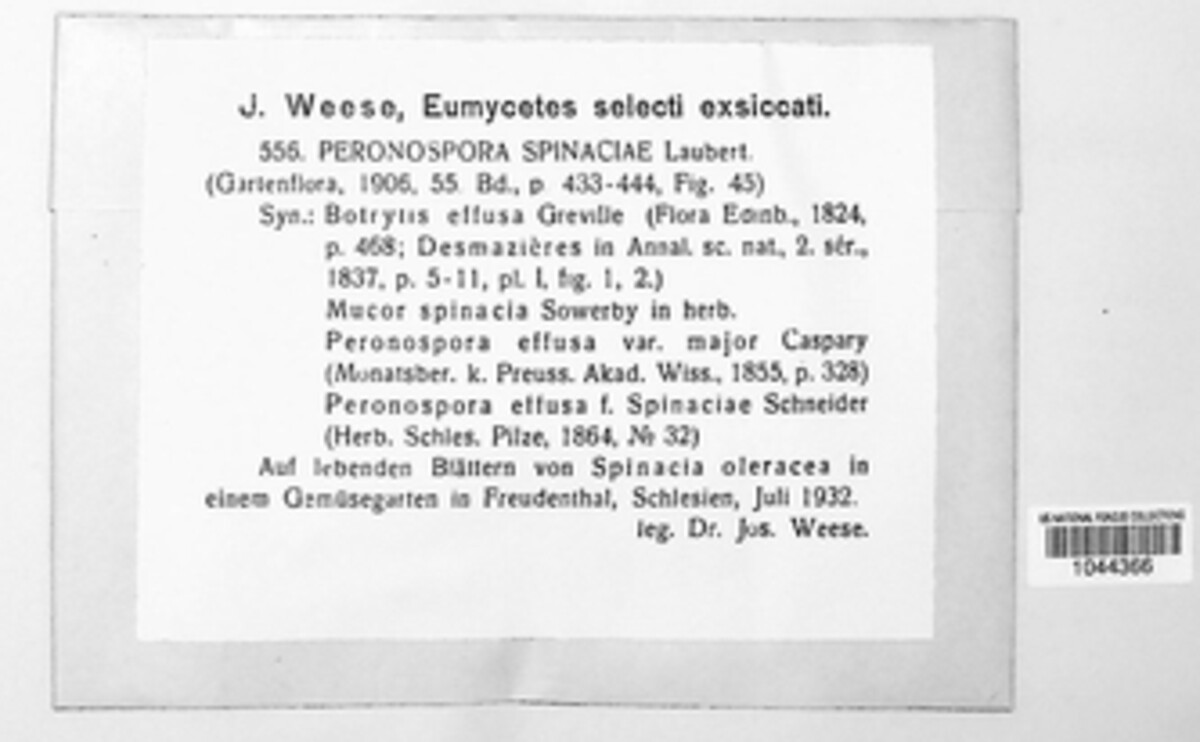 J. Weese, Eumycetes selecti exsiccati.
556. PERONOSPORA SPINACIAE Laubert.
(Gartenflora, 1906, 55. Bd., p. 433-444, Fig. 45)
Syn.: Botrytis effusa Greville (Flora Edinb., 1824,
p. 468; Desmazières in Annal. sc. nat., 2. sér.,
1837, p. 5-11, pl. I, fig. 1, 2.)
Mucor spinacia Sowerby in herb.
Peronospora effusa var. major Caspary
(Monatsber. k. Preuss. Akad. Wiss., 1855, p. 328)
Peronospora effusa f. Spinaciae Schneider
(Herb. Schles. Pilze, 1864, № 32)
Auf lebenden Blättern von Spinacia oleracea in
einem Gemüsegarten in Freudenthal, Schlesien, Juli 1932.
leg. Dr. Jos. Weese.
US NATIONAL FUNGUS COLLECTIONS
1044366